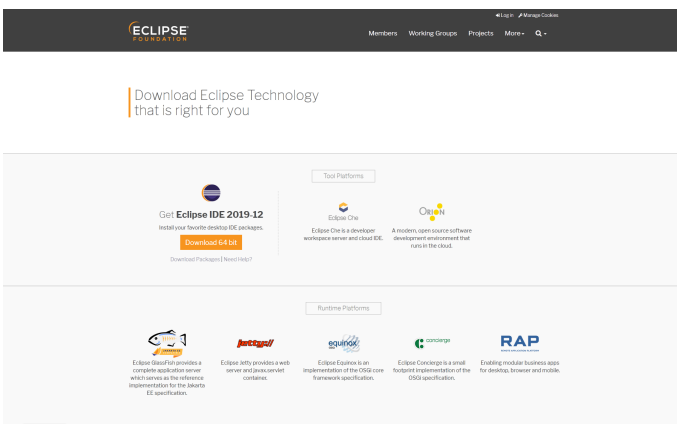 Log in Manage Cookies
ECLIPSE
FOUNDATION
Members Working Groups Projects More
Download Eclipse Technology
that is right for you
Tool Platforms
Get Eclipse IDE 2019-12
Install your favorite desktop IDE packages.
Download 64 bit
Download Packages | Need Help?
Eclipse Che
Eclipse Che is a developer
workspace server and cloud IDE.
ORION
A modern, open source software
development environment that
runs in the cloud.
Runtime Platforms
Eclipse GlassFish provides a
complete application server
which serves as the reference
implementation for the Jakarta
EE specification.
jetty://
Eclipse Jetty provides a web
server and javax.servlet
container.
equinox
Eclipse Equinox is an
implementation of the OSGi core
framework specification.
concierge
Eclipse Concierge is a small
footprint implementation of the
OSGi specification.
RAP
Enabling modular business apps
for desktop, browser and mobile.